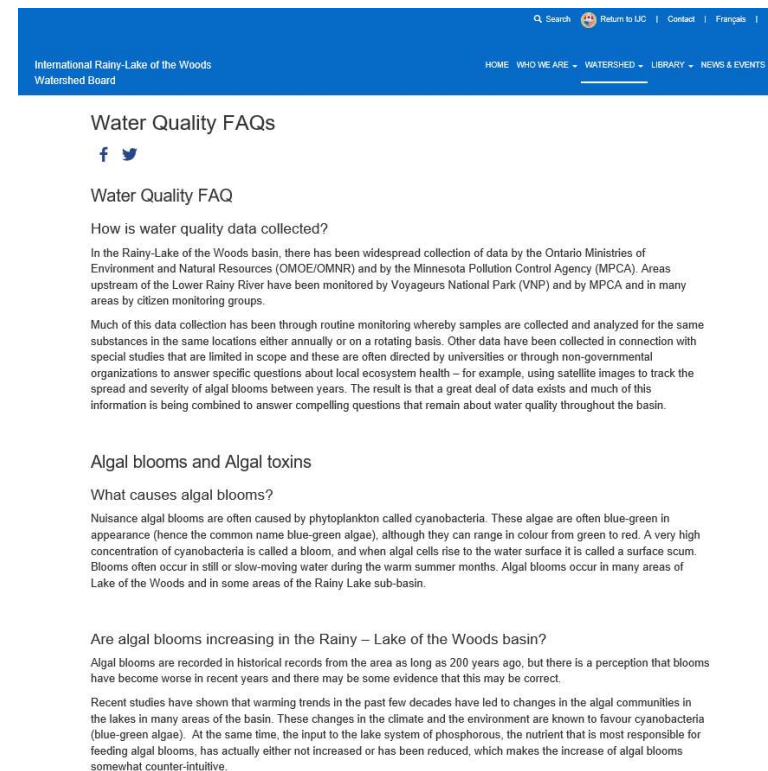 Search Return to IJC | Contact | Français |
International Rainy-Lake of the Woods
Watershed Board
HOME WHO WE ARE WATERSHED LIBRARY NEWS & EVENTS
Water Quality FAQs
Water Quality FAQ
How is water quality data collected?
In the Rainy-Lake of the Woods basin, there has been widespread collection of data by the Ontario Ministries of
Environment and Natural Resources (OMOE/OMNR) and by the Minnesota Pollution Control Agency (MPCA). Areas
upstream of the Lower Rainy River have been monitored by Voyageurs National Park (VNP) and by MPCA and in many
areas by citizen monitoring groups.
Much of this data collection has been through routine monitoring whereby samples are collected and analyzed for the same
substances in the same locations either annually or on a rotating basis. Other data have been collected in connection with
special studies that are limited in scope and these are often directed by universities or through non-governmental
organizations to answer specific questions about local ecosystem health – for example, using satellite images to track the
spread and severity of algal blooms between years. The result is that a great deal of data exists and much of this
information is being combined to answer compelling questions that remain about water quality throughout the basin.
Algal blooms and Algal toxins
What causes algal blooms?
Nuisance algal blooms are often caused by phytoplankton called cyanobacteria. These algae are often blue-green in
appearance (hence the common name blue-green algae), although they can range in colour from green to red. A very high
concentration of cyanobacteria is called a bloom, and when algal cells rise to the water surface it is called a surface scum.
Blooms often occur in still or slow-moving water during the warm summer months. Algal blooms occur in many areas of
Lake of the Woods and in some areas of the Rainy Lake sub-basin.
Are algal blooms increasing in the Rainy – Lake of the Woods basin?
Algal blooms are recorded in historical records from the area as long as 200 years ago, but there is a perception that blooms
have become worse in recent years and there may be some evidence that this may be correct.
Recent studies have shown that warming trends in the past few decades have led to changes in the algal communities in
the lakes in many areas of the basin. These changes in the climate and the environment are known to favour cyanobacteria
(blue-green algae). At the same time, the input to the lake system of phosphorous, the nutrient that is most responsible for
feeding algal blooms, has actually either not increased or has been reduced, which makes the increase of algal blooms
somewhat counter-intuitive.